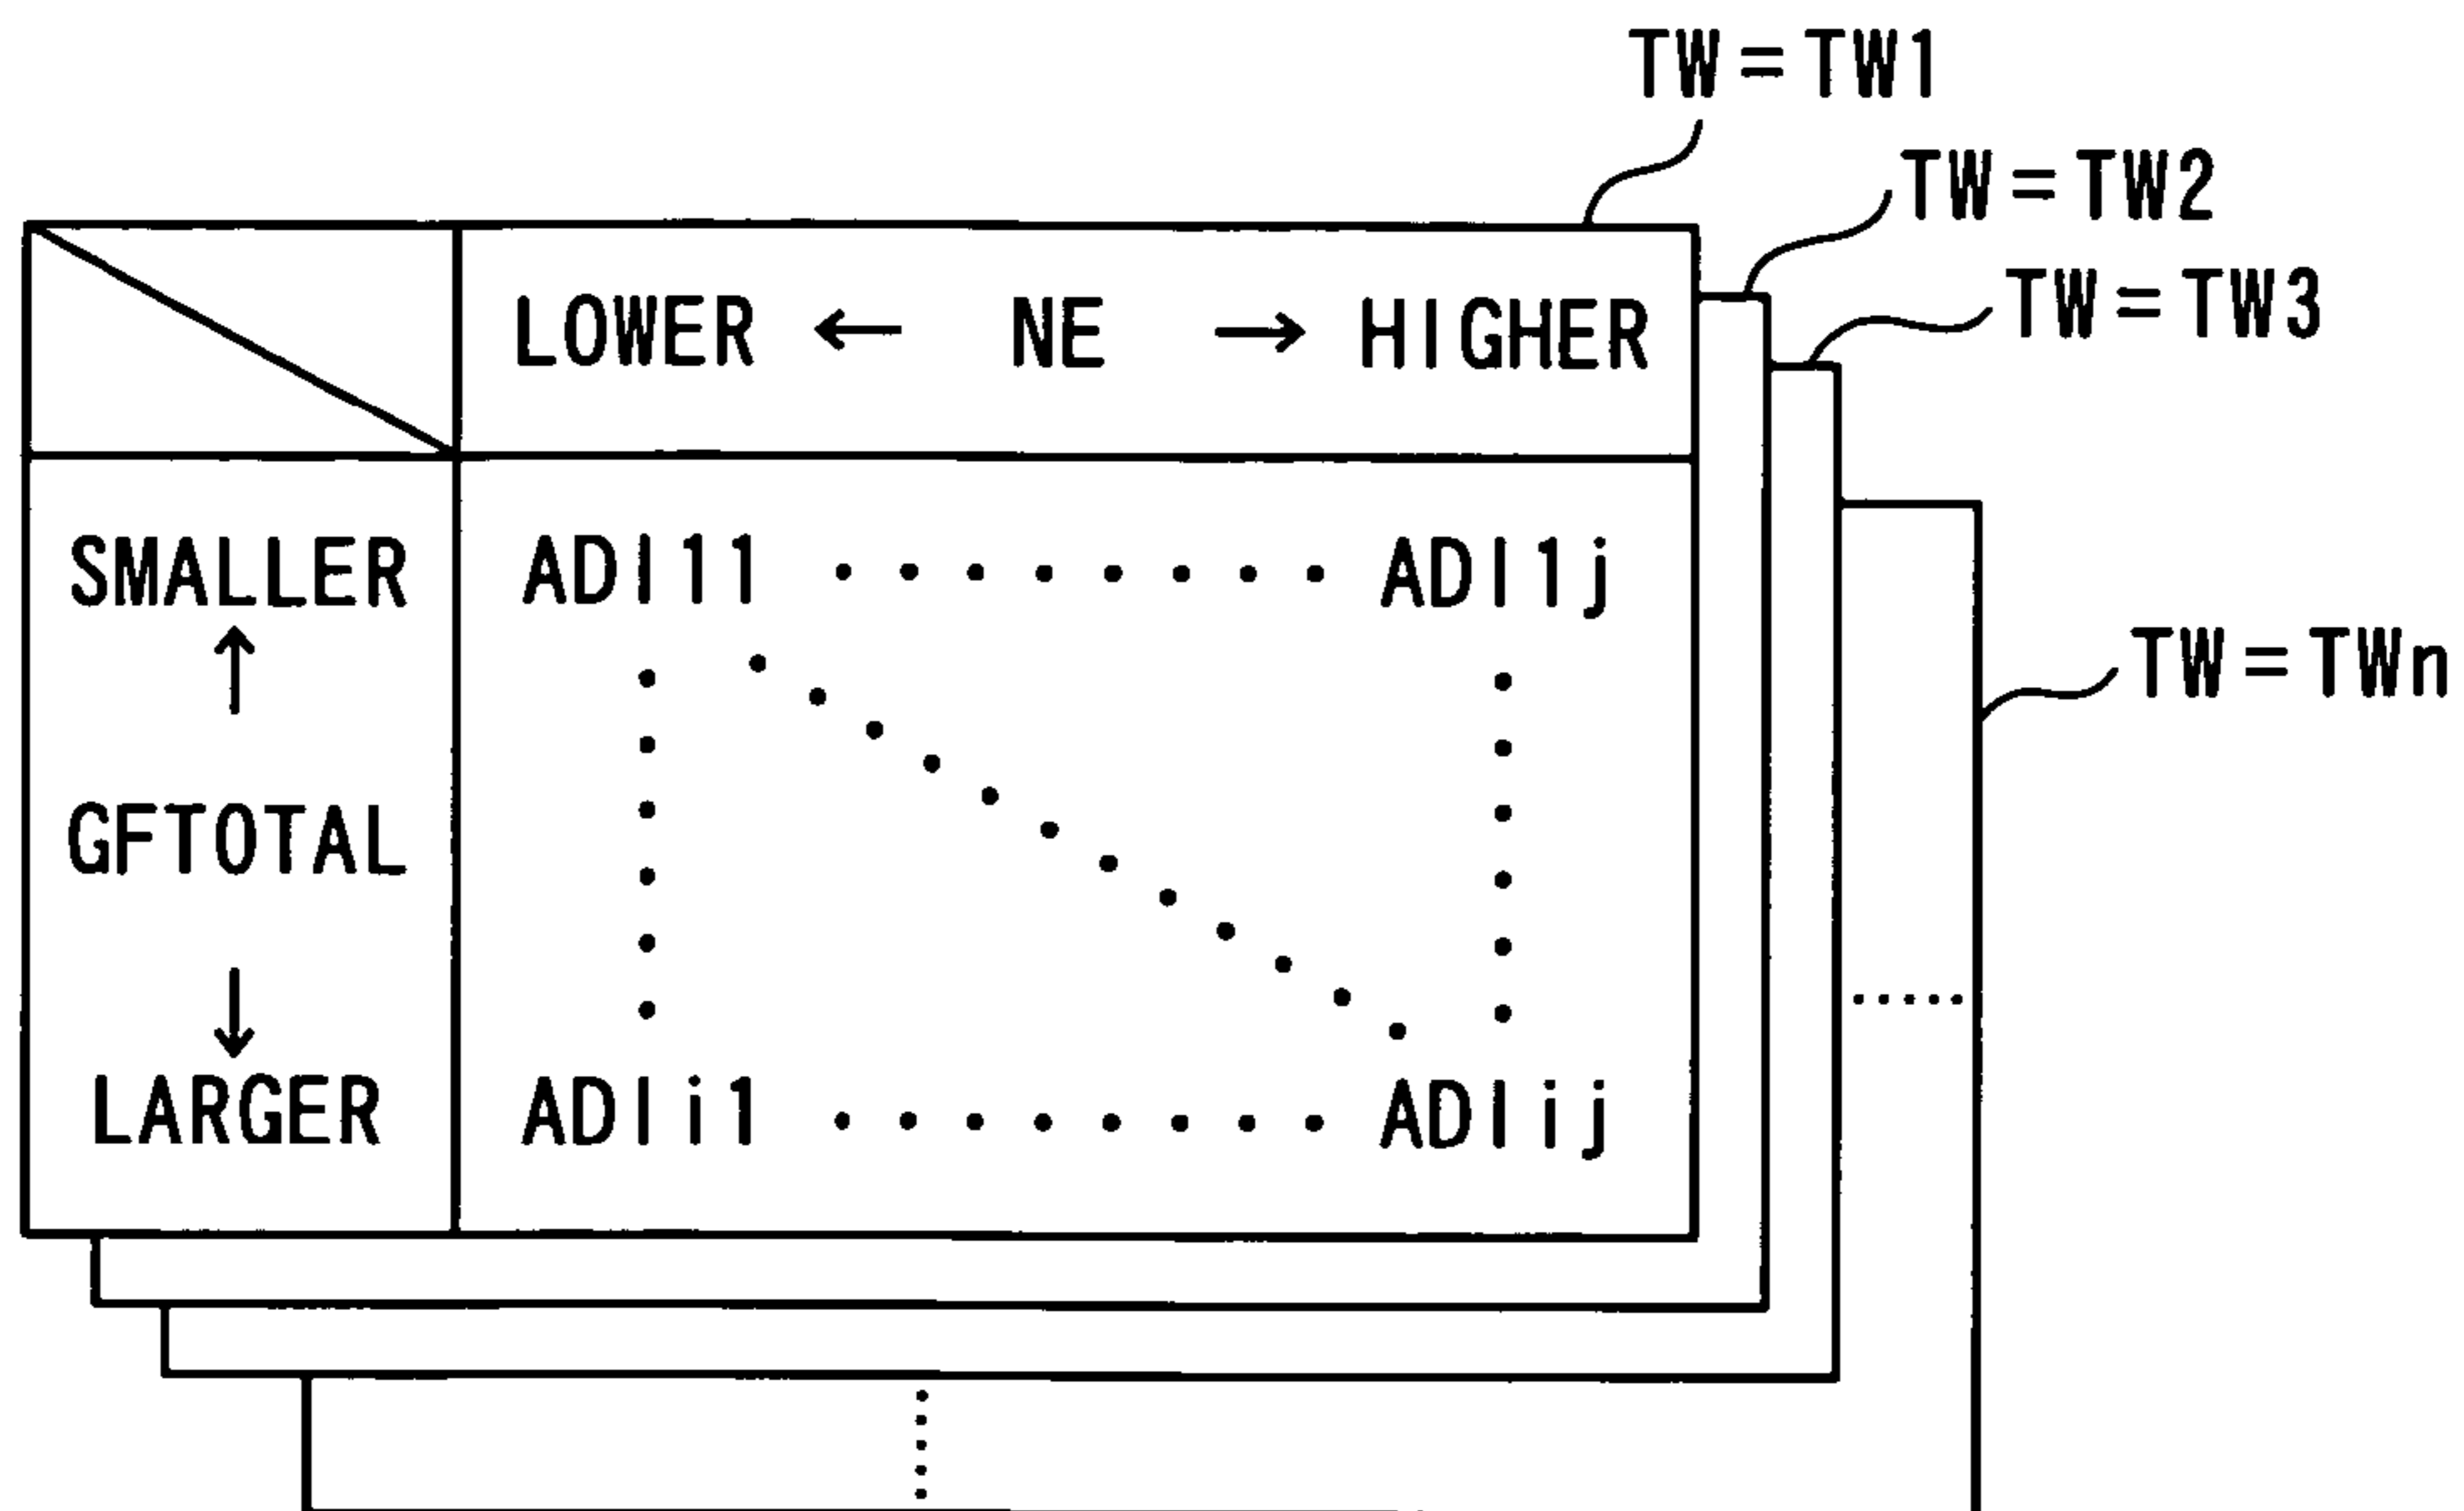 TW=TW1
TW=TW2
TW=TW3
LOWER ← NE → HIGHER
SMALLER ADI11 ........ ADI1j
↑
TW=TWn
GFTOTAL
↓
LARGER ADIi1 ........ ADIij